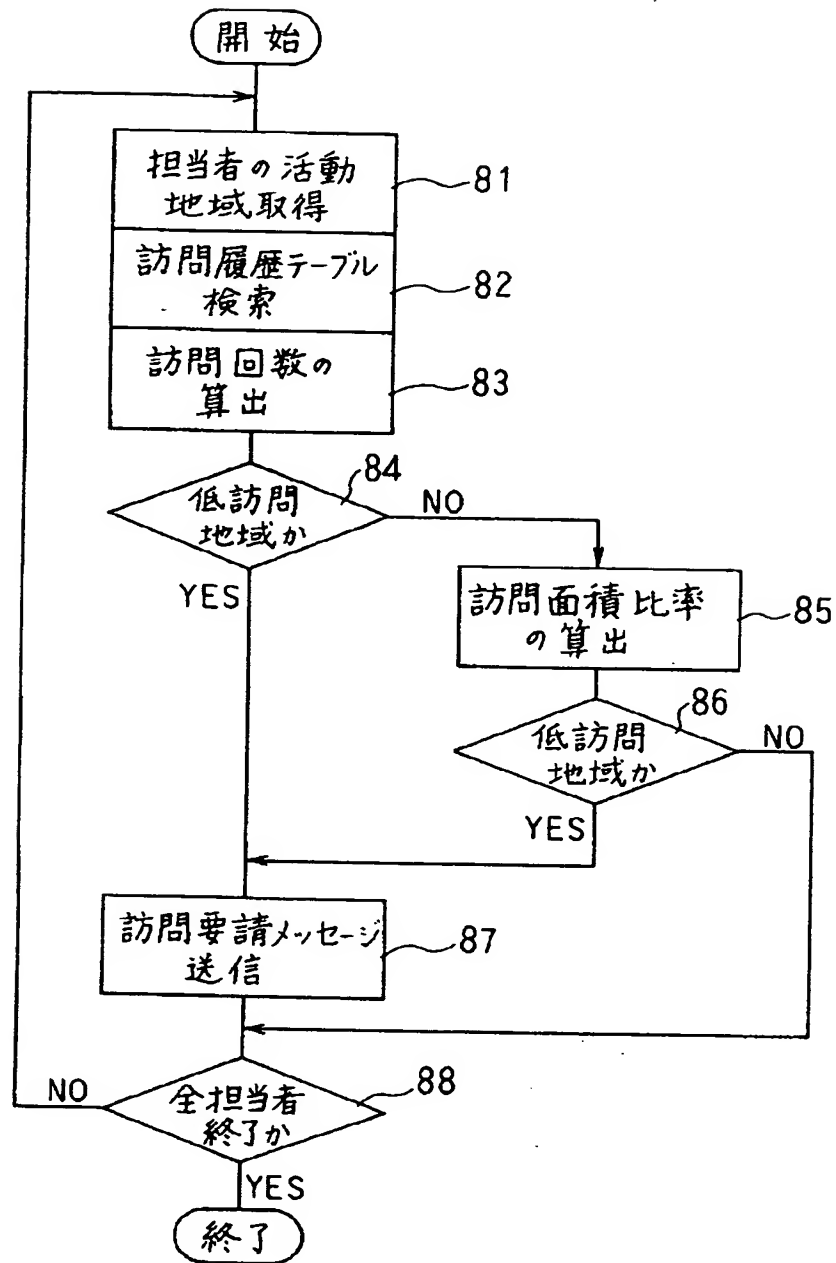 開始
担当者の活動
地域取得
81
訪問履歴テーブル
検索
82
訪問回数の
算出
83
低訪問
地域か
84
NO
YES
訪問面積比率
の算出
85
低訪問
地域か
86
NO
YES
訪問要請メッセージ
送信
87
全担当者
終了か
88
NO
YES
終了